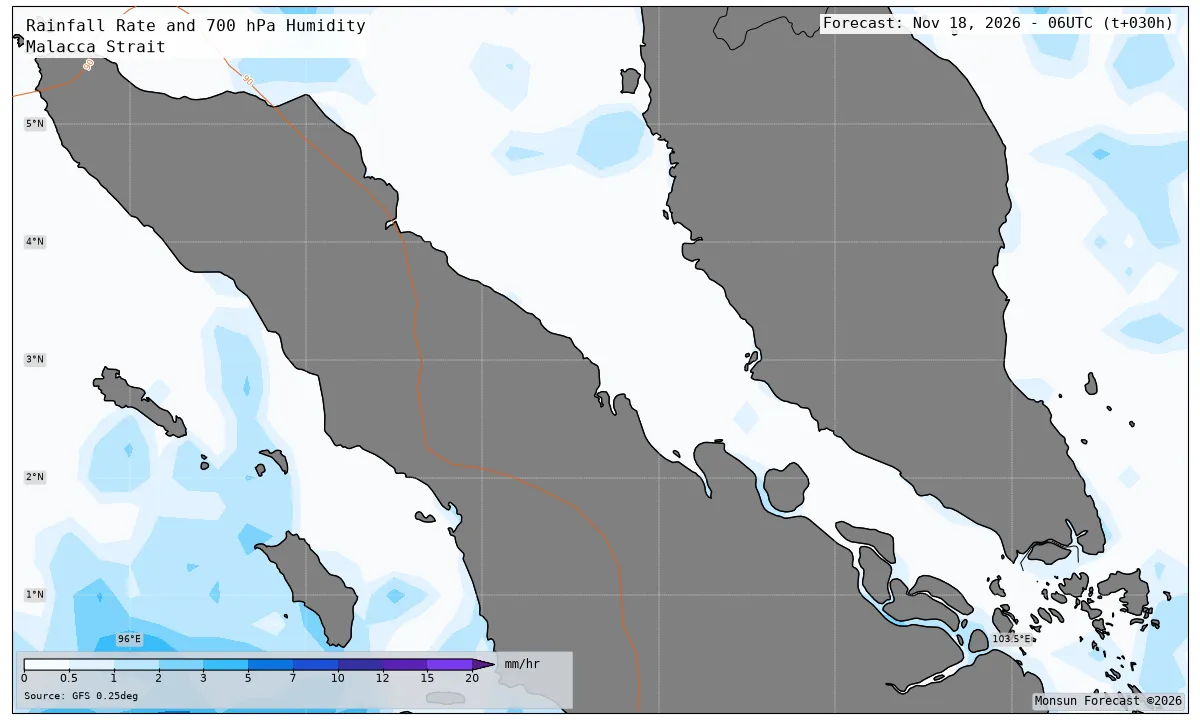 Rainfall Rate and 700 hPa Humidity
Malacca Strait
Forecast: Nov 18, 2026 - 06UTC (t+030h)
90
90
5°N
4°N
3°N
2°N
1°N
96°E
103.5°E
mm/hr
0 0.5 1 2 3 5 7 10 12 15 20
Source: GFS 0.25deg
Monsun Forecast ©2026